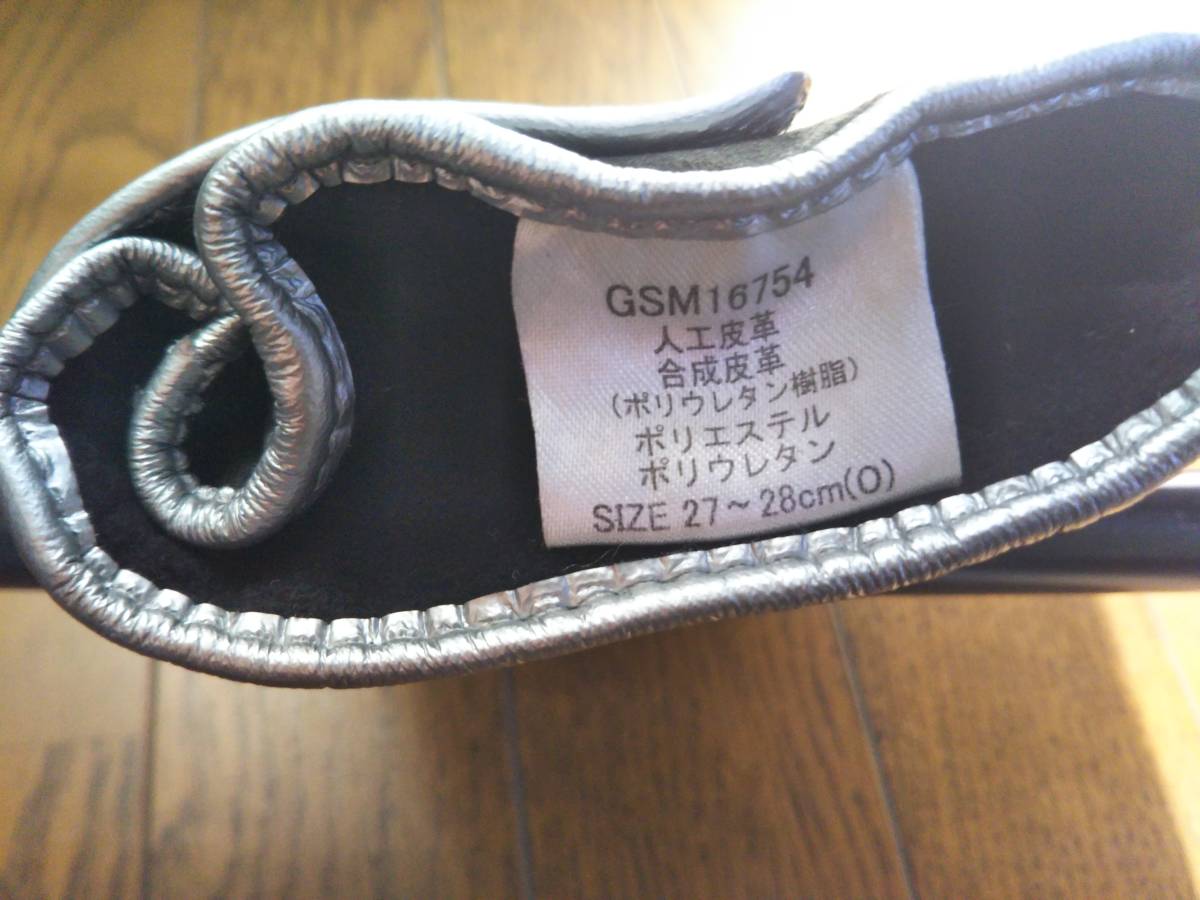 GSM16754
人工皮革
合成皮革
(ポリウレタン樹脂)
ポリエステル
ポリウレタン
SIZE 27~28cm(O)